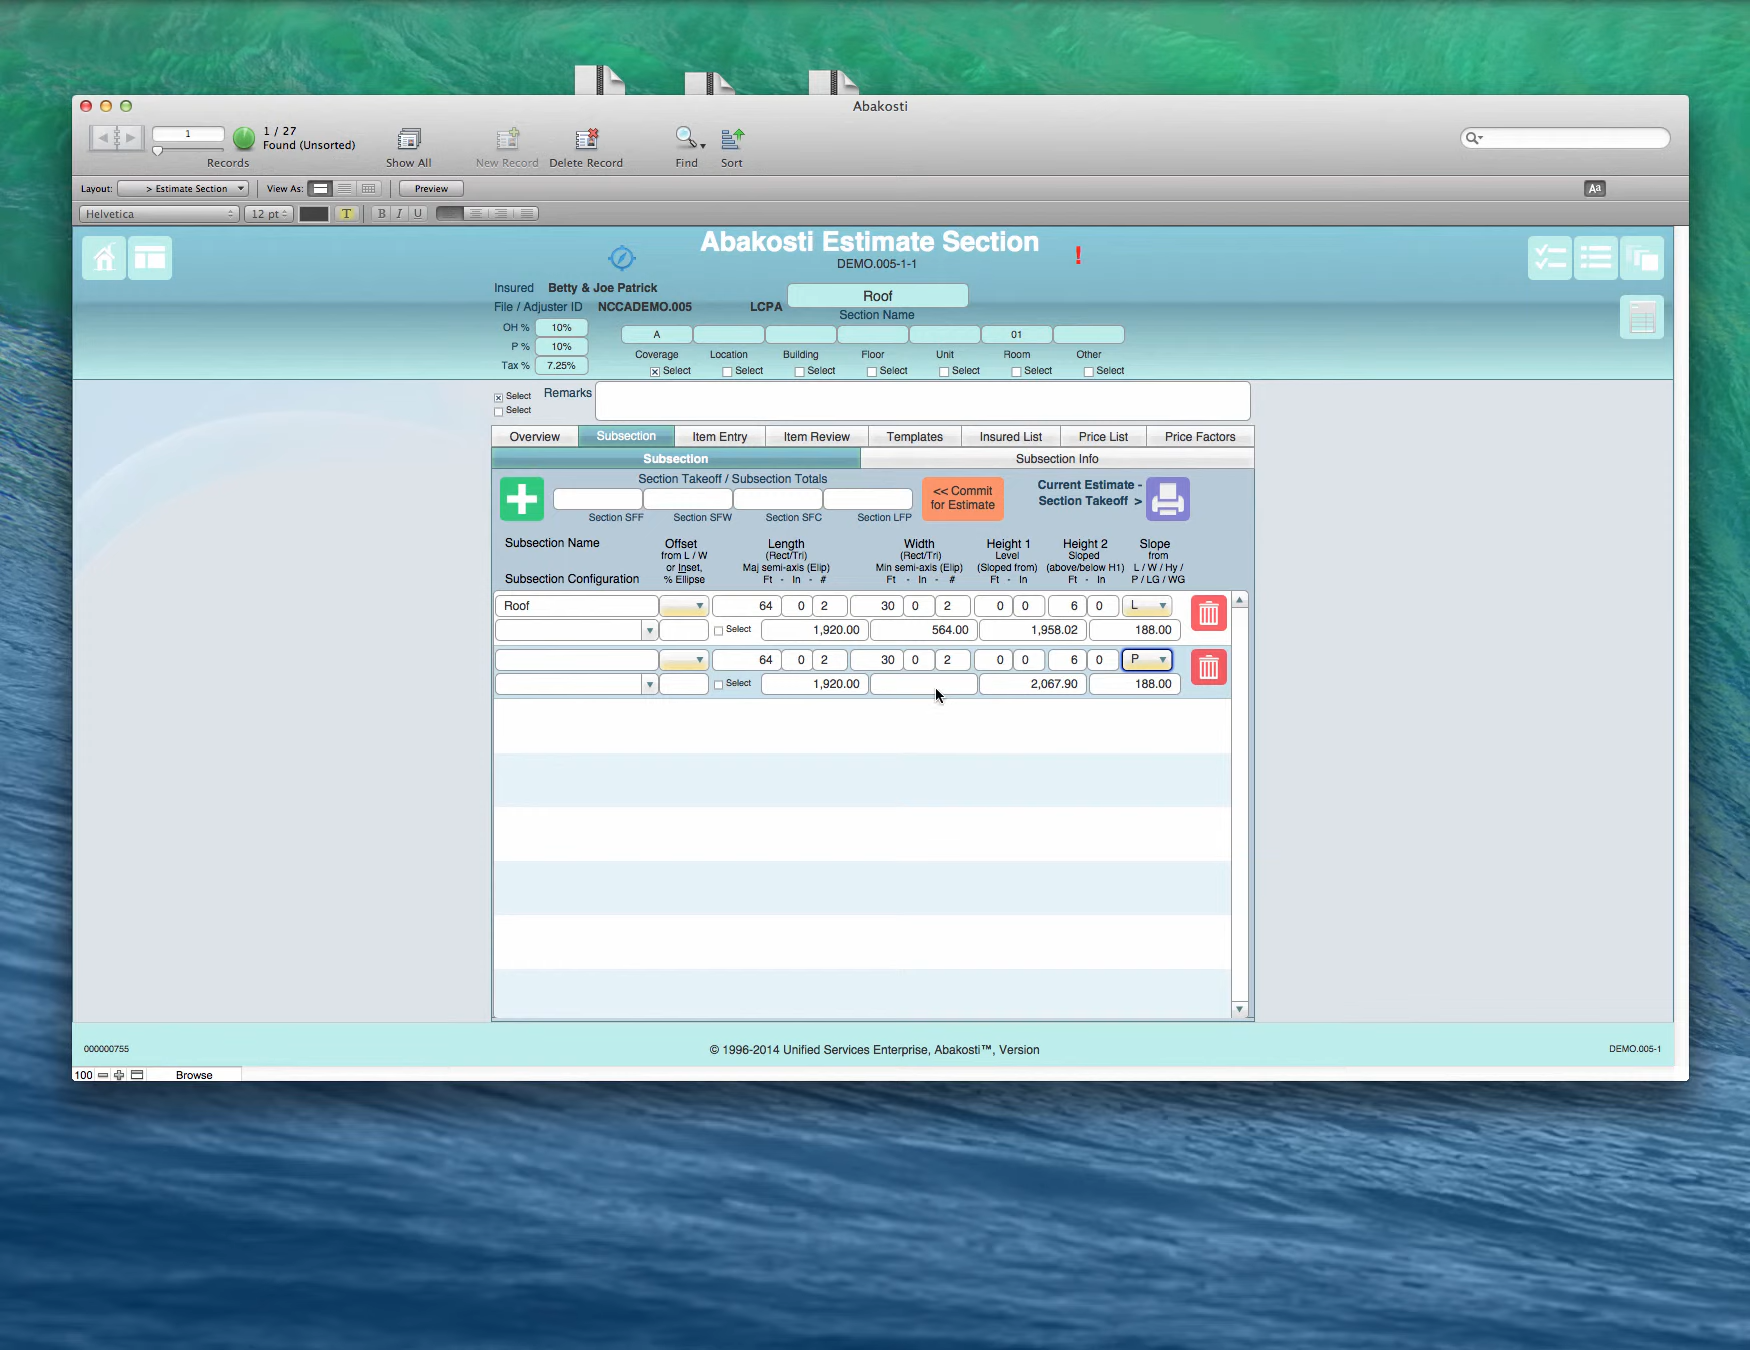 Abakosti
1
1 / 27
Found (Unsorted)
Records
Show All
New Record
Delete Record
Find
Sort
Layout:
> Estimate Section
View As:
Preview
Aa
Helvetica
12 pt
T
B
I
U
Abakosti Estimate Section
DEMO.005-1-1
!
Insured Betty & Joe Patrick
File / Adjuster ID NCCADEMO.005 LCPA
Roof
Section Name
OH % 10%
P % 10%
Tax % 7.25%
A 01
Coverage Location Building Floor Unit Room Other
Select Select Select Select Select Select Select
Select
Select
Remarks
Overview Subsection Item Entry Item Review Templates Insured List Price List Price Factors
Subsection Subsection Info
Section Takeoff / Subsection Totals
Section SFF Section SFW Section SFC Section LFP
<< Commit
for Estimate
Current Estimate -
Section Takeoff >
Subsection Name
Subsection Configuration
Offset
from L / W
or Inset,
% Ellipse
Length
(Rect/Tri)
Maj semi-axis (Elip)
Ft - In - #
Width
(Rect/Tri)
Min semi-axis (Elip)
Ft - In - #
Height 1
Level
(Sloped from)
Ft - In
Height 2
Sloped
(above/below H1)
Ft - In
Slope
from
L / W / Hy /
P / LG / WG
Roof 64 0 2 30 0 2 0 0 6 0 L
Select 1,920.00 564.00 1,958.02 188.00
64 0 2 30 0 2 0 0 6 0 P
Select 1,920.00 2,067.90 188.00
000000755
© 1996-2014 Unified Services Enterprise, Abakosti™, Version
DEMO.005-1
100
Browse